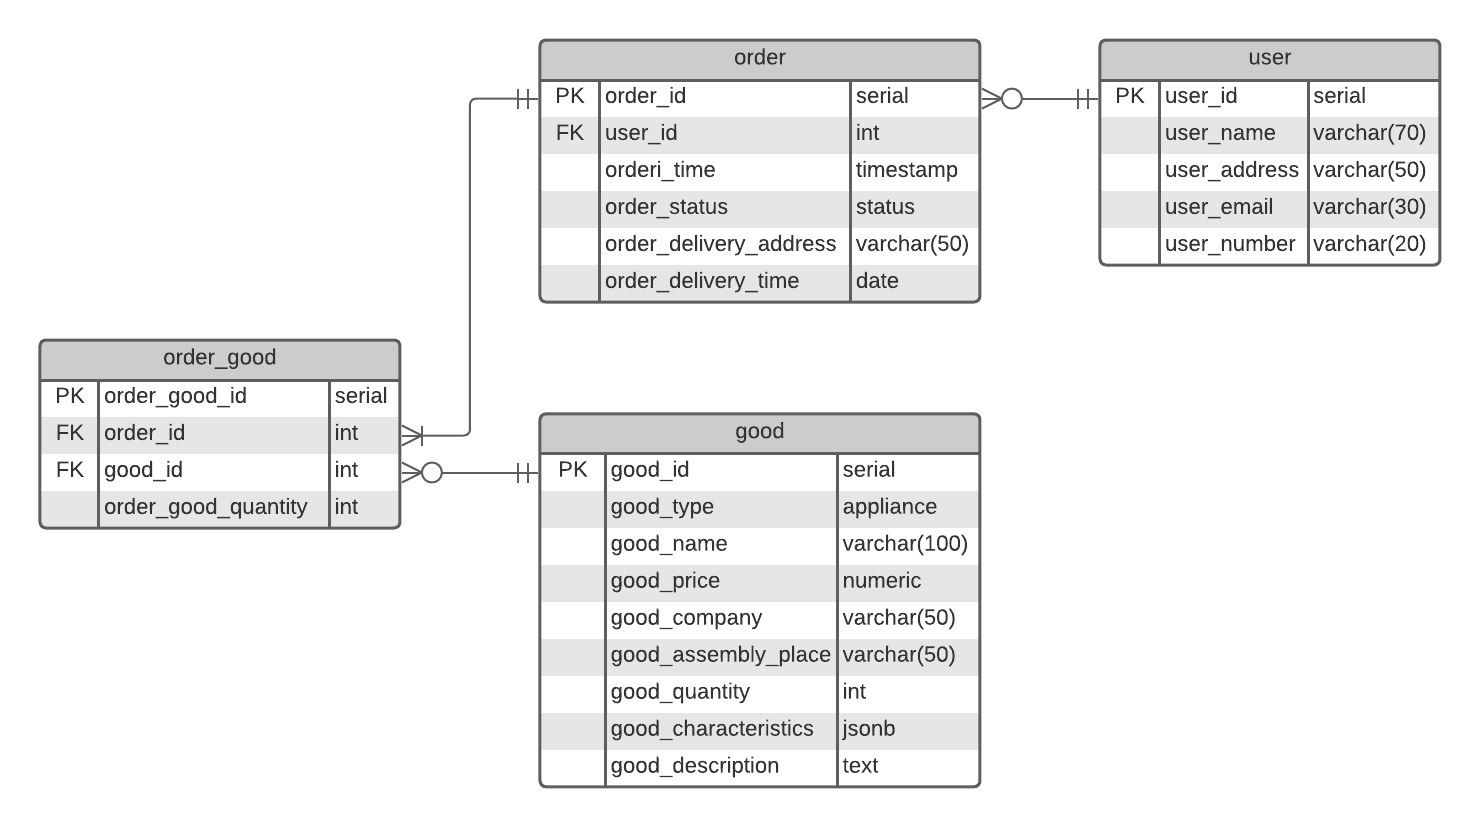 order
PK order_id serial
FK user_id int
orderi_time timestamp
order_status status
order_delivery_address varchar(50)
order_delivery_time date
user
PK user_id serial
user_name varchar(70)
user_address varchar(50)
user_email varchar(30)
user_number varchar(20)
order_good
PK order_good_id serial
FK order_id int
FK good_id int
order_good_quantity int
good
PK good_id serial
good_type appliance
good_name varchar(100)
good_price numeric
good_company varchar(50)
good_assembly_place varchar(50)
good_quantity int
good_characteristics jsonb
good_description text